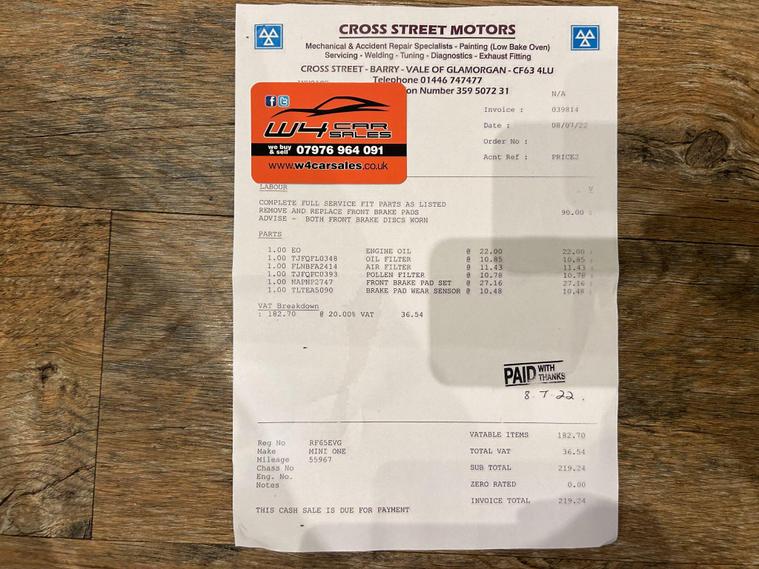 CROSS STREET MOTORS
Mechanical & Accident Repair Specialists - Painting (Low Bake Oven)
Servicing - Welding - Tuning - Diagnostics - Exhaust Fitting
CROSS STREET - BARRY - VALE OF GLAMORGAN - CF63 4LU
Telephone 01446 747477
on Number 359 5072 31
N/A
Invoice : 039814
Date : 08/07/22
Order No :
Acnt Ref : PRICE2
W4 CAR SALES
we buy & sell 07976 964 091
www.w4carsales.co.uk
LABOUR V
COMPLETE FULL SERVICE FIT PARTS AS LISTED
REMOVE AND REPLACE FRONT BRAKE PADS 90.00
ADVISE - BOTH FRONT BRAKE DISCS WORN
PARTS
1.00 EO ENGINE OIL @ 22.00 22.00
1.00 TJFQFL0348 OIL FILTER @ 10.85 10.85
1.00 FLNBFA2414 AIR FILTER @ 11.43 11.43
1.00 TJFQFC0393 POLLEN FILTER @ 10.78 10.78
1.00 MAPNP2747 FRONT BRAKE PAD SET @ 27.16 27.16
1.00 TLTEA5090 BRAKE PAD WEAR SENSOR @ 10.48 10.48
VAT Breakdown
: 182.70 @ 20.00% VAT 36.54
PAID WITH THANKS
8.7.22.
Reg No RF65EVG
Make MINI ONE
Mileage 55967
Chass No
Eng. No.
Notes
VATABLE ITEMS 182.70
TOTAL VAT 36.54
SUB TOTAL 219.24
ZERO RATED 0.00
INVOICE TOTAL 219.24
THIS CASH SALE IS DUE FOR PAYMENT